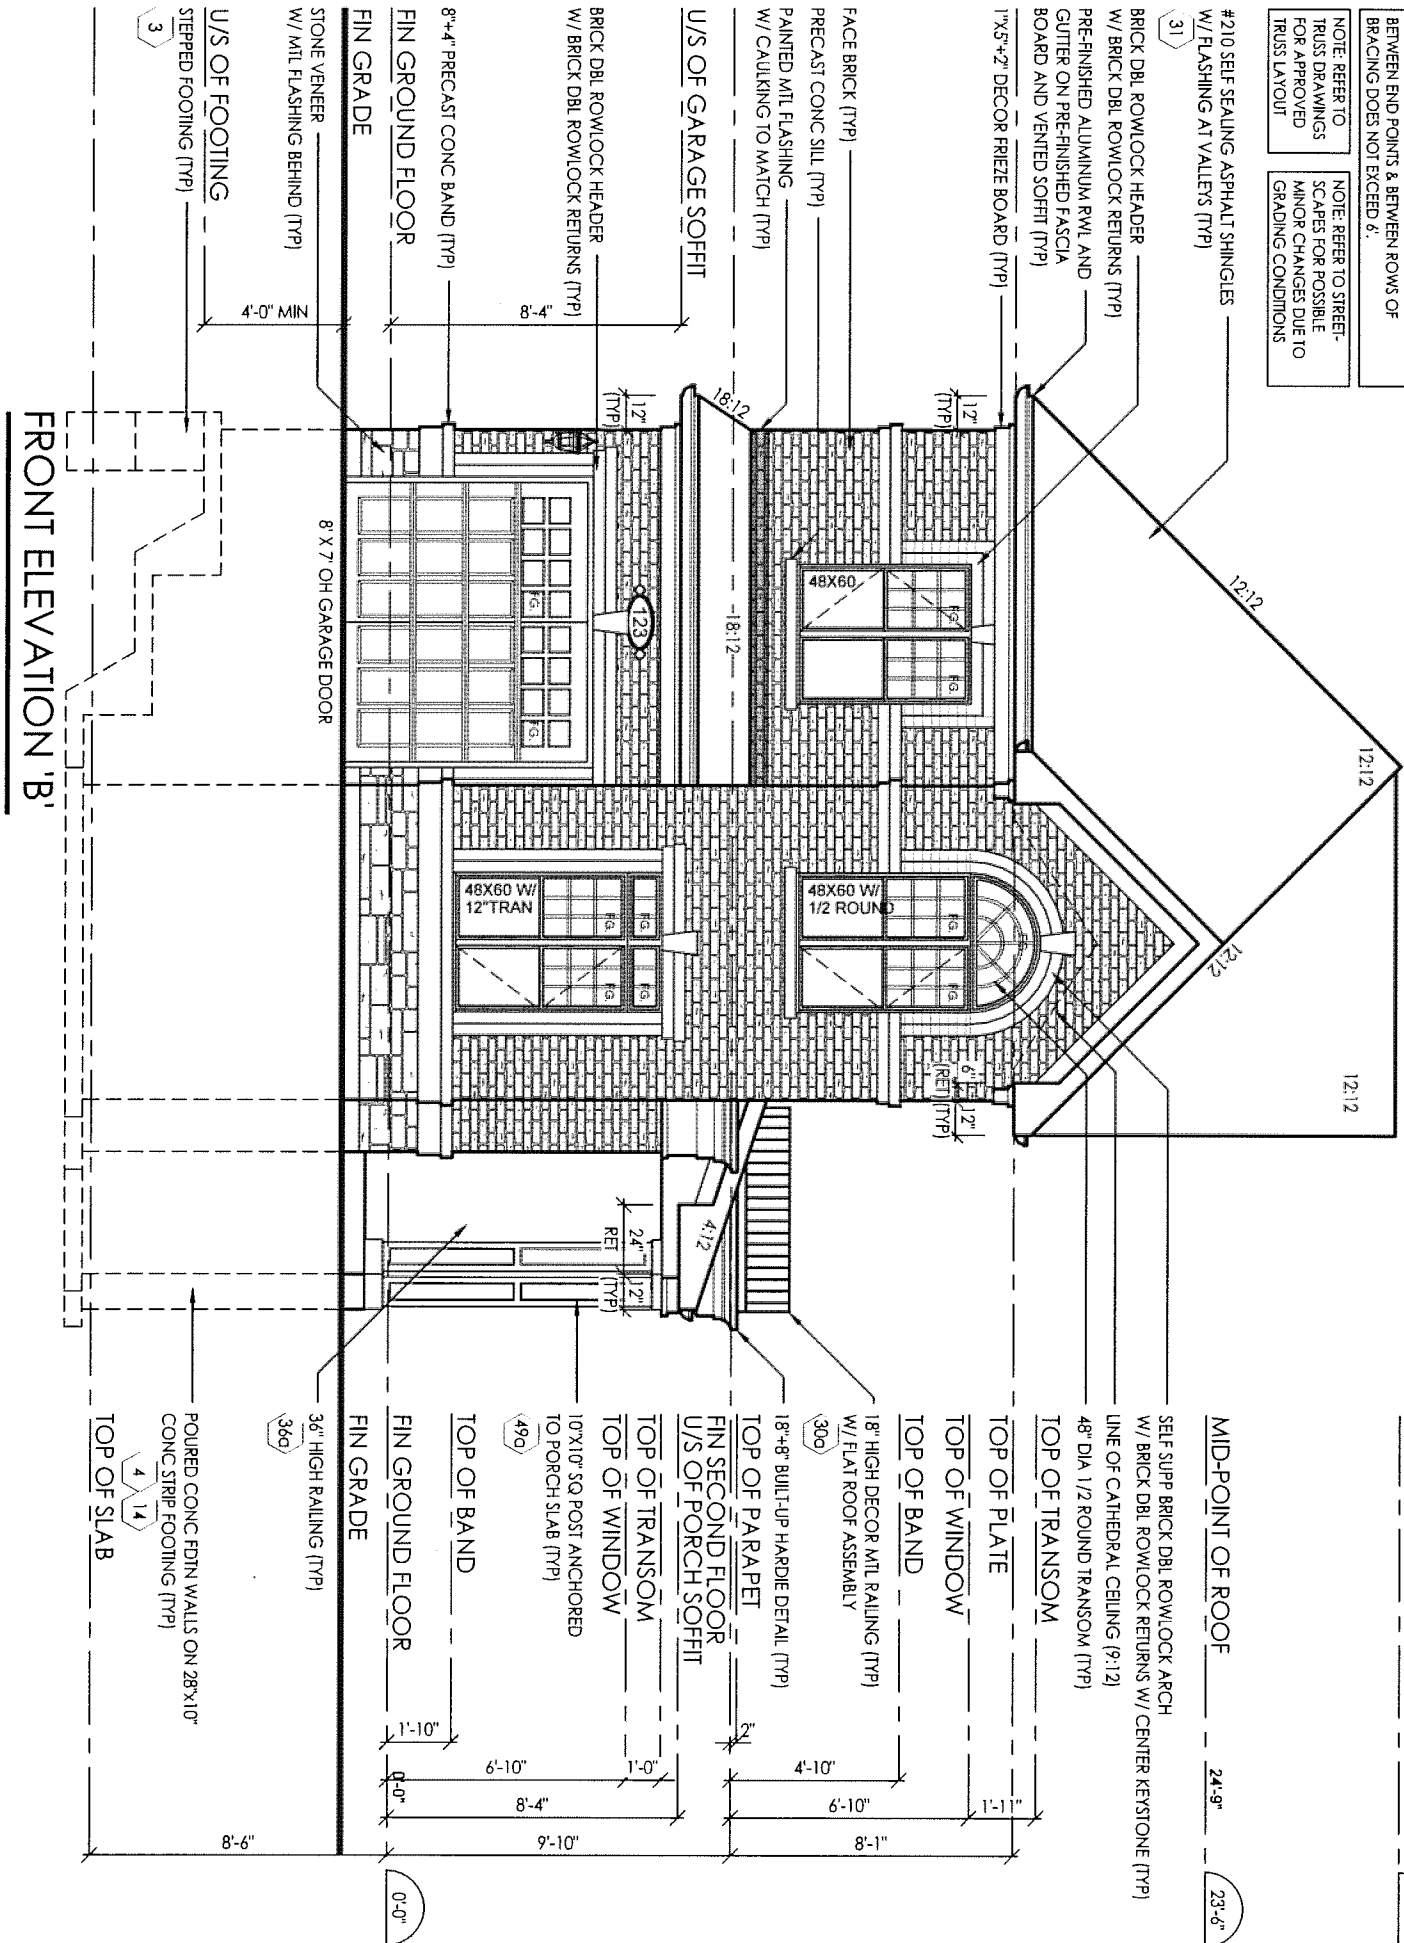 BETWEEN END POINTS & BETWEEN ROWS OF
BRACING DOES NOT EXCEED 6'.
NOTE: REFER TO
TRUSS DRAWINGS
FOR APPROVED
TRUSS LAYOUT
NOTE: REFER TO STREET-
SCAPES FOR POSSIBLE
MINOR CHANGES DUE TO
GRADING CONDITIONS
#210 SELF SEALING ASPHALT SHINGLES
W/ FLASHING AT VALLEYS (TYP)
31
BRICK DBL ROWLOCK HEADER
W/ BRICK DBL ROWLOCK RETURNS (TYP)
PRE-FINISHED ALUMINUM RWL AND
GUTTER ON PRE-FINISHED FASCIA
BOARD AND VENTED SOFFIT (TYP)
1"X5"+2" DECOR FRIEZE BOARD (TYP)
FACE BRICK (TYP)
PRECAST CONC SILL (TYP)
PAINTED MTL FLASHING
W/ CAULKING TO MATCH (TYP)
U/S OF GARAGE SOFFIT
BRICK DBL ROWLOCK HEADER
W/ BRICK DBL ROWLOCK RETURNS (TYP)
8"+4" PRECAST CONC BAND (TYP)
FIN GROUND FLOOR
FIN GRADE
STONE VENEER
W/ MTL FLASHING BEHIND (TYP)
U/S OF FOOTING
STEPPED FOOTING (TYP)
3
8'-4"
4'-0" MIN
12:12
12:12
12:12
12:12
12"
(TYP)
18:12
18:12
12"
(TYP)
6"
(RET)
12"
(TYP)
48X60
FG.
FG.
48X60 W/
1/2 ROUND
FG.
FG.
123
48X60 W/
12"TRAN
FG.
FG.
FG.
FG.
FG.
FG.
8' X 7' OH GARAGE DOOR
4:12
24"
RET
12"
(TYP)
MID-POINT OF ROOF
24'-9"
23'-6"
SELF SUPP BRICK DBL ROWLOCK ARCH
W/ BRICK DBL ROWLOCK RETURNS W/ CENTER KEYSTONE (TYP)
LINE OF CATHEDRAL CEILING (9:12)
48" DIA 1/2 ROUND TRANSOM (TYP)
TOP OF TRANSOM
TOP OF PLATE
TOP OF WINDOW
TOP OF BAND
18" HIGH DECOR MTL RAILING (TYP)
W/ FLAT ROOF ASSEMBLY
30a
18"+8" BUILT-UP HARDIE DETAIL (TYP)
TOP OF PARAPET
FIN SECOND FLOOR
U/S OF PORCH SOFFIT
TOP OF TRANSOM
TOP OF WINDOW
10"X10" SQ POST ANCHORED
TO PORCH SLAB (TYP)
49a
TOP OF BAND
FIN GROUND FLOOR
FIN GRADE
36" HIGH RAILING (TYP)
36a
POURED CONC FDTN WALLS ON 28"x10"
CONC STRIP FOOTING (TYP)
4
14
TOP OF SLAB
1'-11"
6'-10"
8'-1"
4'-10"
2"
1'-0"
6'-10"
8'-4"
9'-10"
1'-10"
0'-0"
0'-0"
8'-6"
FRONT ELEVATION 'B'